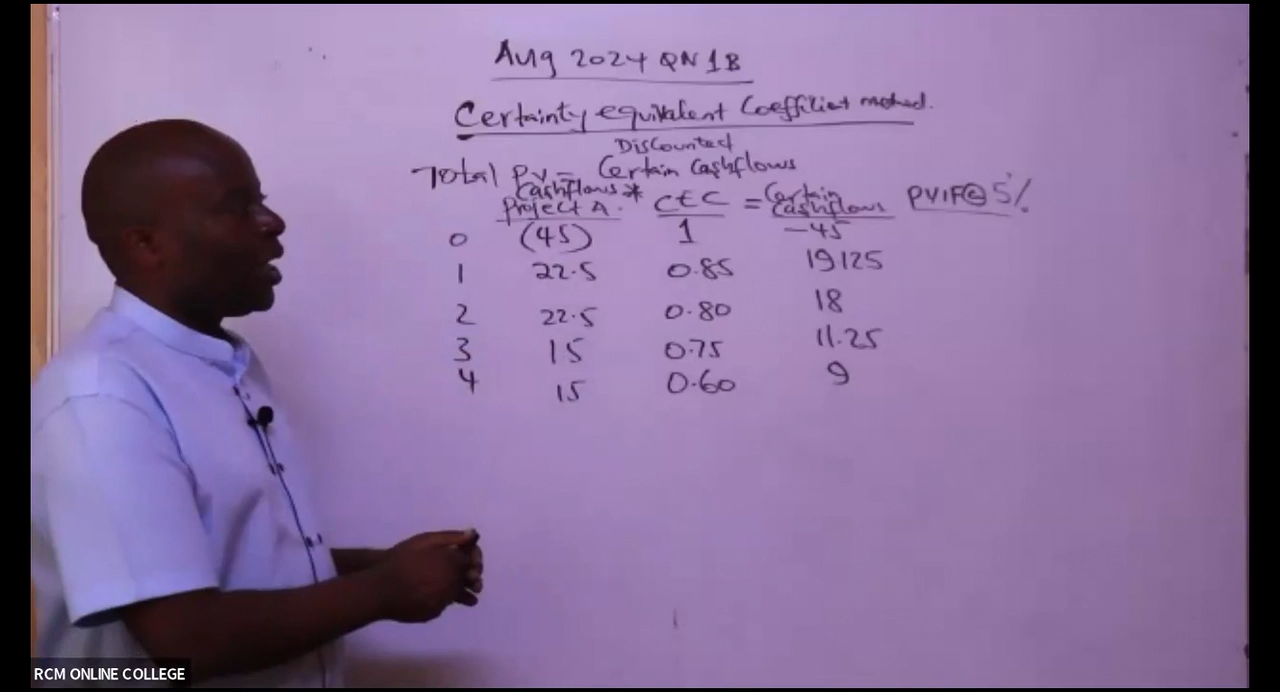 Aug 2024 QN 1B
Certainty equivalent Coefficient method.
Discounted
Total PV = Certain Cashflows
Cashflows * CEC = Certain Cashflows PVIF@ 5%
Project A.
0 (45) 1 -45
1 22.5 0.85 19125
2 22.5 0.80 18
3 15 0.75 11.25
4 15 0.60 9
RCM ONLINE COLLEGE